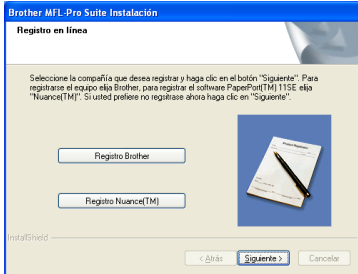 Brother MFL-Pro Suite Instalación
Registro en línea
Seleccione la compañía que desea registrar y haga clic en el botón "Siguiente". Para
registrarse el equipo elija Brother, para registrar el software PaperPort(TM) 11SE elija
"Nuance(TM)". Si usted prefiere no regsitrase ahora haga clic en "Siguiente".
Registro Brother
Registro Nuance(TM)
InstallShield
< Atrás
Siguiente >
Cancelar